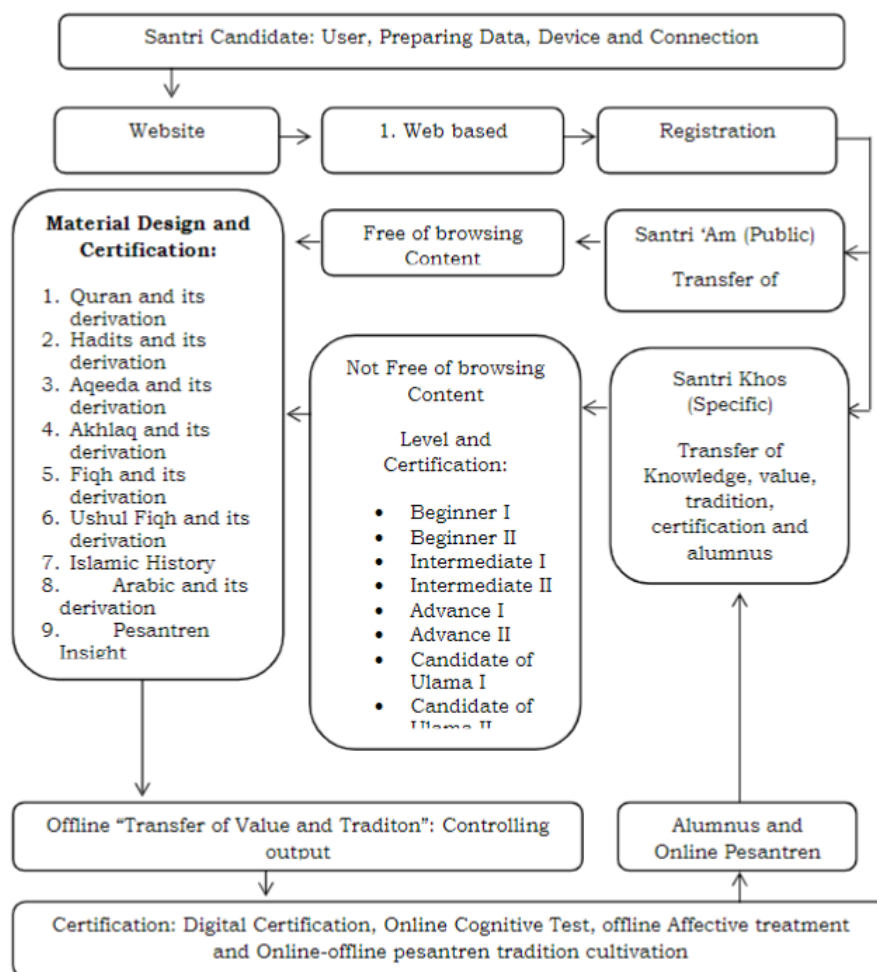 Santri Candidate: User, Preparing Data, Device and Connection
Website
1. Web based
Registration
Material Design and
Certification:
1. Quran and its
derivation
2. Hadits and its
derivation
3. Aqeeda and its
derivation
4. Akhlaq and its
derivation
5. Fiqh and its
derivation
6. Ushul Fiqh and its
derivation
7. Islamic History
8. Arabic and its
derivation
9. Pesantren
Insight
Free of browsing
Content
Santri ‘Am (Public)
Transfer of
Not Free of browsing
Content
Level and
Certification:
• Beginner I
• Beginner II
• Intermediate I
• Intermediate II
• Advance I
• Advance II
• Candidate of
Ulama I
• Candidate of
Ulama II
Santri Khos
(Specific)
Transfer of
Knowledge, value,
tradition,
certification and
alumnus
Offline “Transfer of Value and Traditon”: Controlling
output
Alumnus and
Online Pesantren
Certification: Digital Certification, Online Cognitive Test, offline Affective treatment
and Online-offline pesantren tradition cultivation